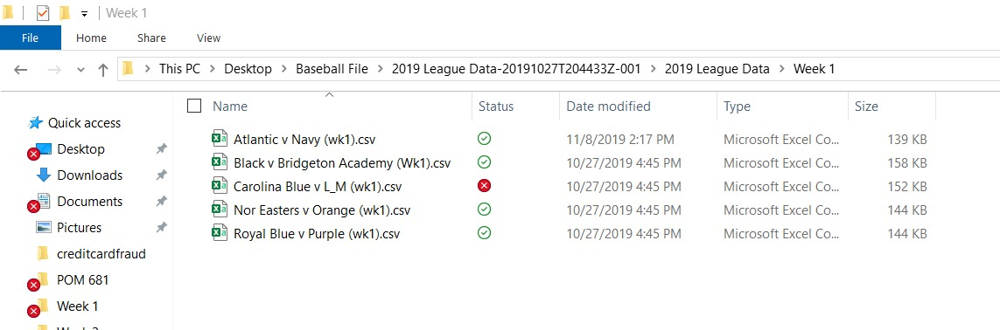 Week 1
File Home Share View
This PC Desktop Baseball File 2019 League Data-20191027T204433Z-001 2019 League Data Week 1
Name Status Date modified Type Size
Quick access
Desktop
Downloads
Documents
Pictures
creditcardfraud
POM 681
Week 1
Atlantic v Navy (wk1).csv 11/8/2019 2:17 PM Microsoft Excel Co... 139 KB
Black v Bridgeton Academy (Wk1).csv 10/27/2019 4:45 PM Microsoft Excel Co... 158 KB
Carolina Blue v L_M (wk1).csv 10/27/2019 4:45 PM Microsoft Excel Co... 152 KB
Nor Easters v Orange (wk1).csv 10/27/2019 4:45 PM Microsoft Excel Co... 144 KB
Royal Blue v Purple (wk1).csv 10/27/2019 4:45 PM Microsoft Excel Co... 144 KB